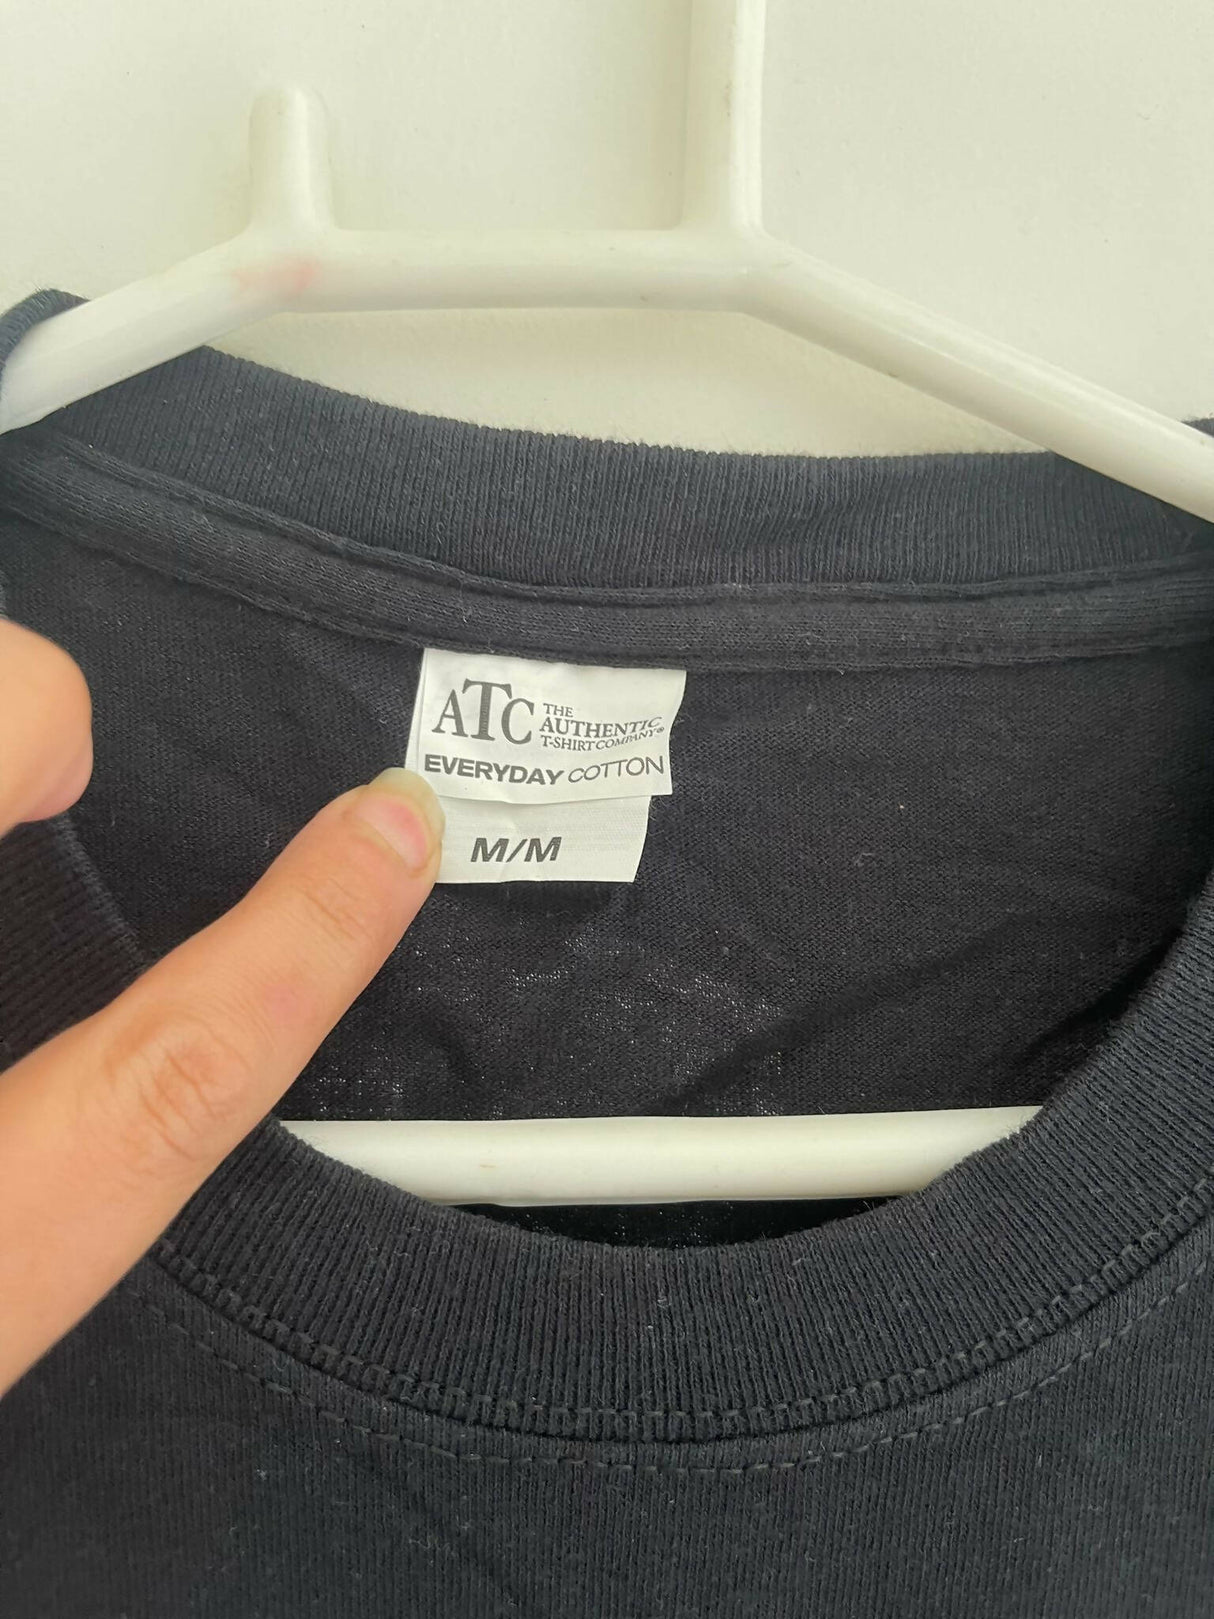 ATC THE
AUTHENTIC
T-SHIRT COMPANY®
EVERYDAY COTTON
M/M